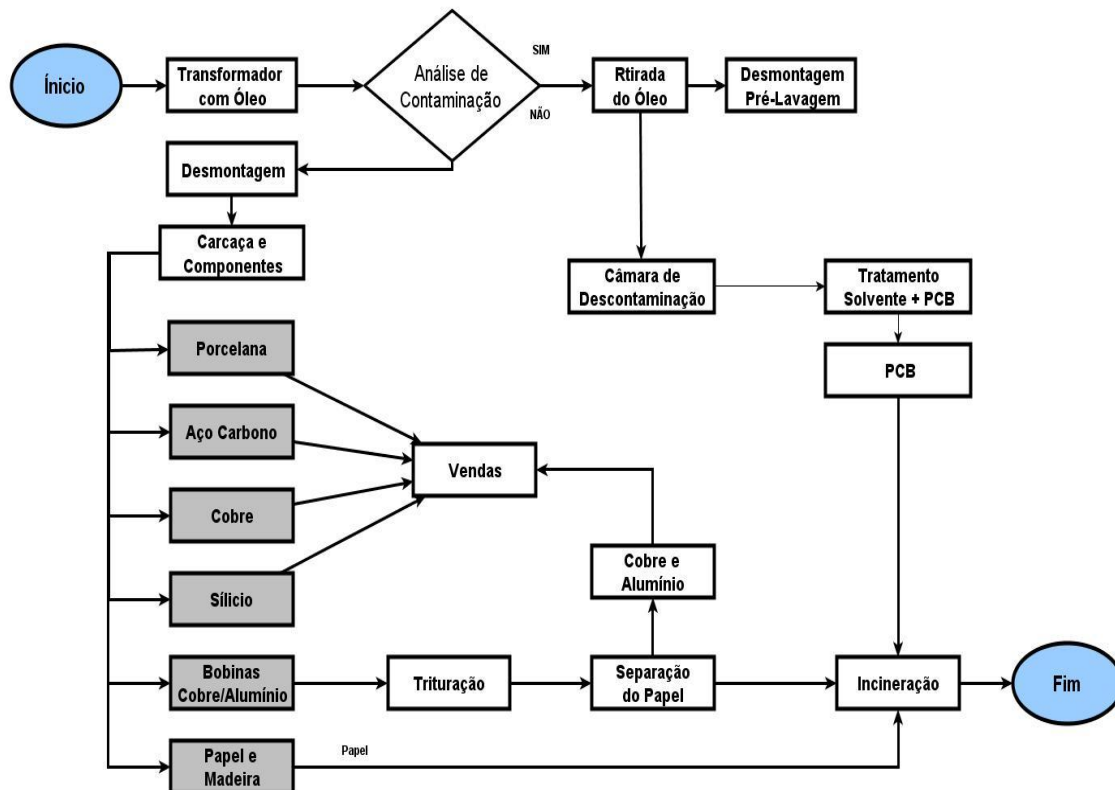 Ínicio
Transformador
com Óleo
Análise de
Contaminação
SIM
NÃO
Rtirada
do Óleo
Desmontagem
Pré-Lavagem
Desmontagem
Carcaça e
Componentes
Câmara de
Descontaminação
Tratamento
Solvente + PCB
PCB
Porcelana
Aço Carbono
Vendas
Cobre
Sílicio
Cobre e
Alumínio
Bobinas
Cobre/Alumínio
Trituração
Separação
do Papel
Incineração
Fim
Papel e
Madeira
Papel